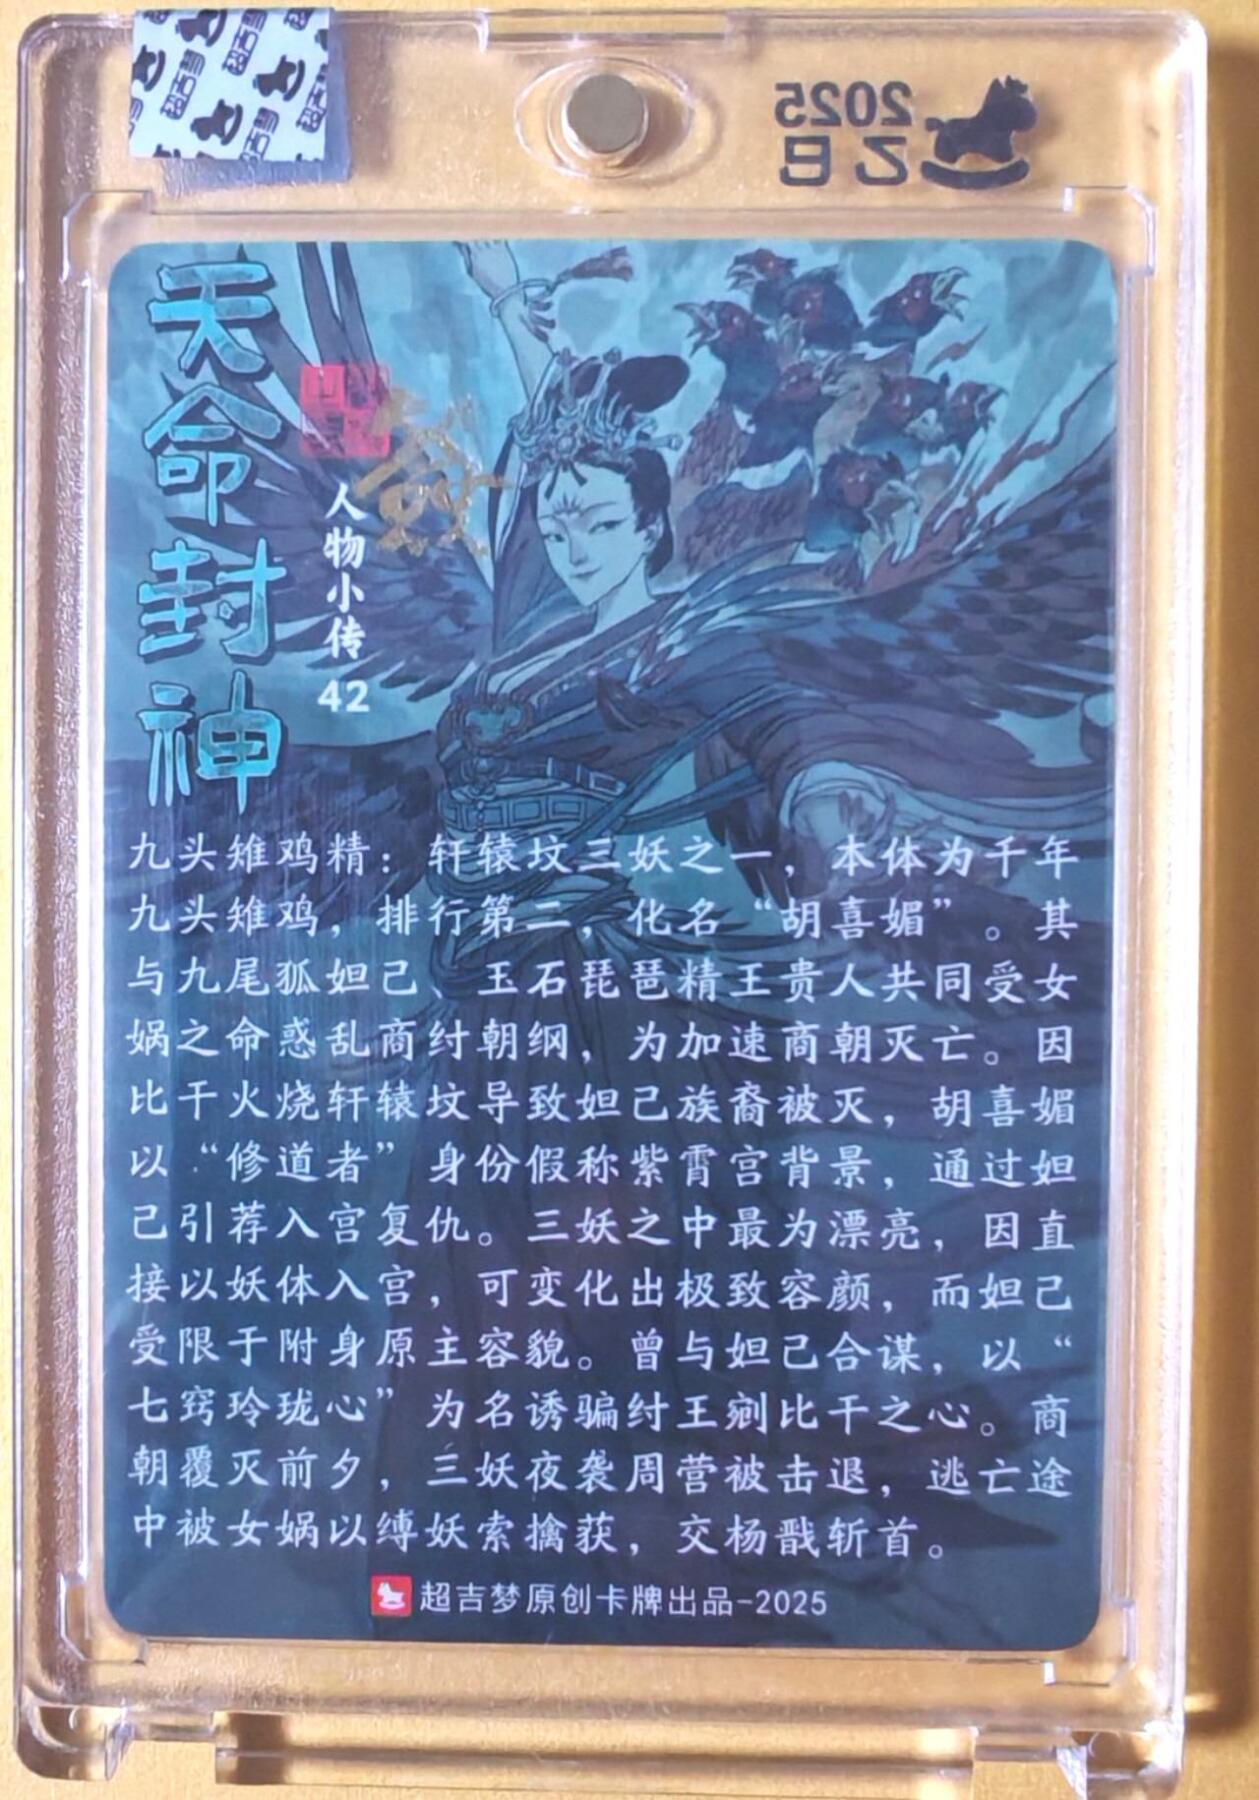 2025
乙巳
天命封神
人物小传
42
九头雉鸡精：轩辕坟三妖之一，本体为千年
九头雉鸡，排行第二，化名“胡喜媚”。其
与九尾狐妲己、玉石琵琶精王贵人共同受女
娲之命惑乱商纣朝纲，为加速商朝灭亡。因
比干火烧轩辕坟导致妲己族裔被灭，胡喜媚
以“修道者”身份假称紫霄宫背景，通过妲
己引荐入宫复仇。三妖之中最为漂亮，因直
接以妖体入宫，可变化出极致容颜，而妲己
受限于附身原主容貌。曾与妲己合谋，以“
七窍玲珑心”为名诱骗纣王剜比干之心。商
朝覆灭前夕，三妖夜袭周营被击退，逃亡途
中被女娲以缚妖索擒获，交杨戬斩首。
超吉梦原创卡牌出品-2025